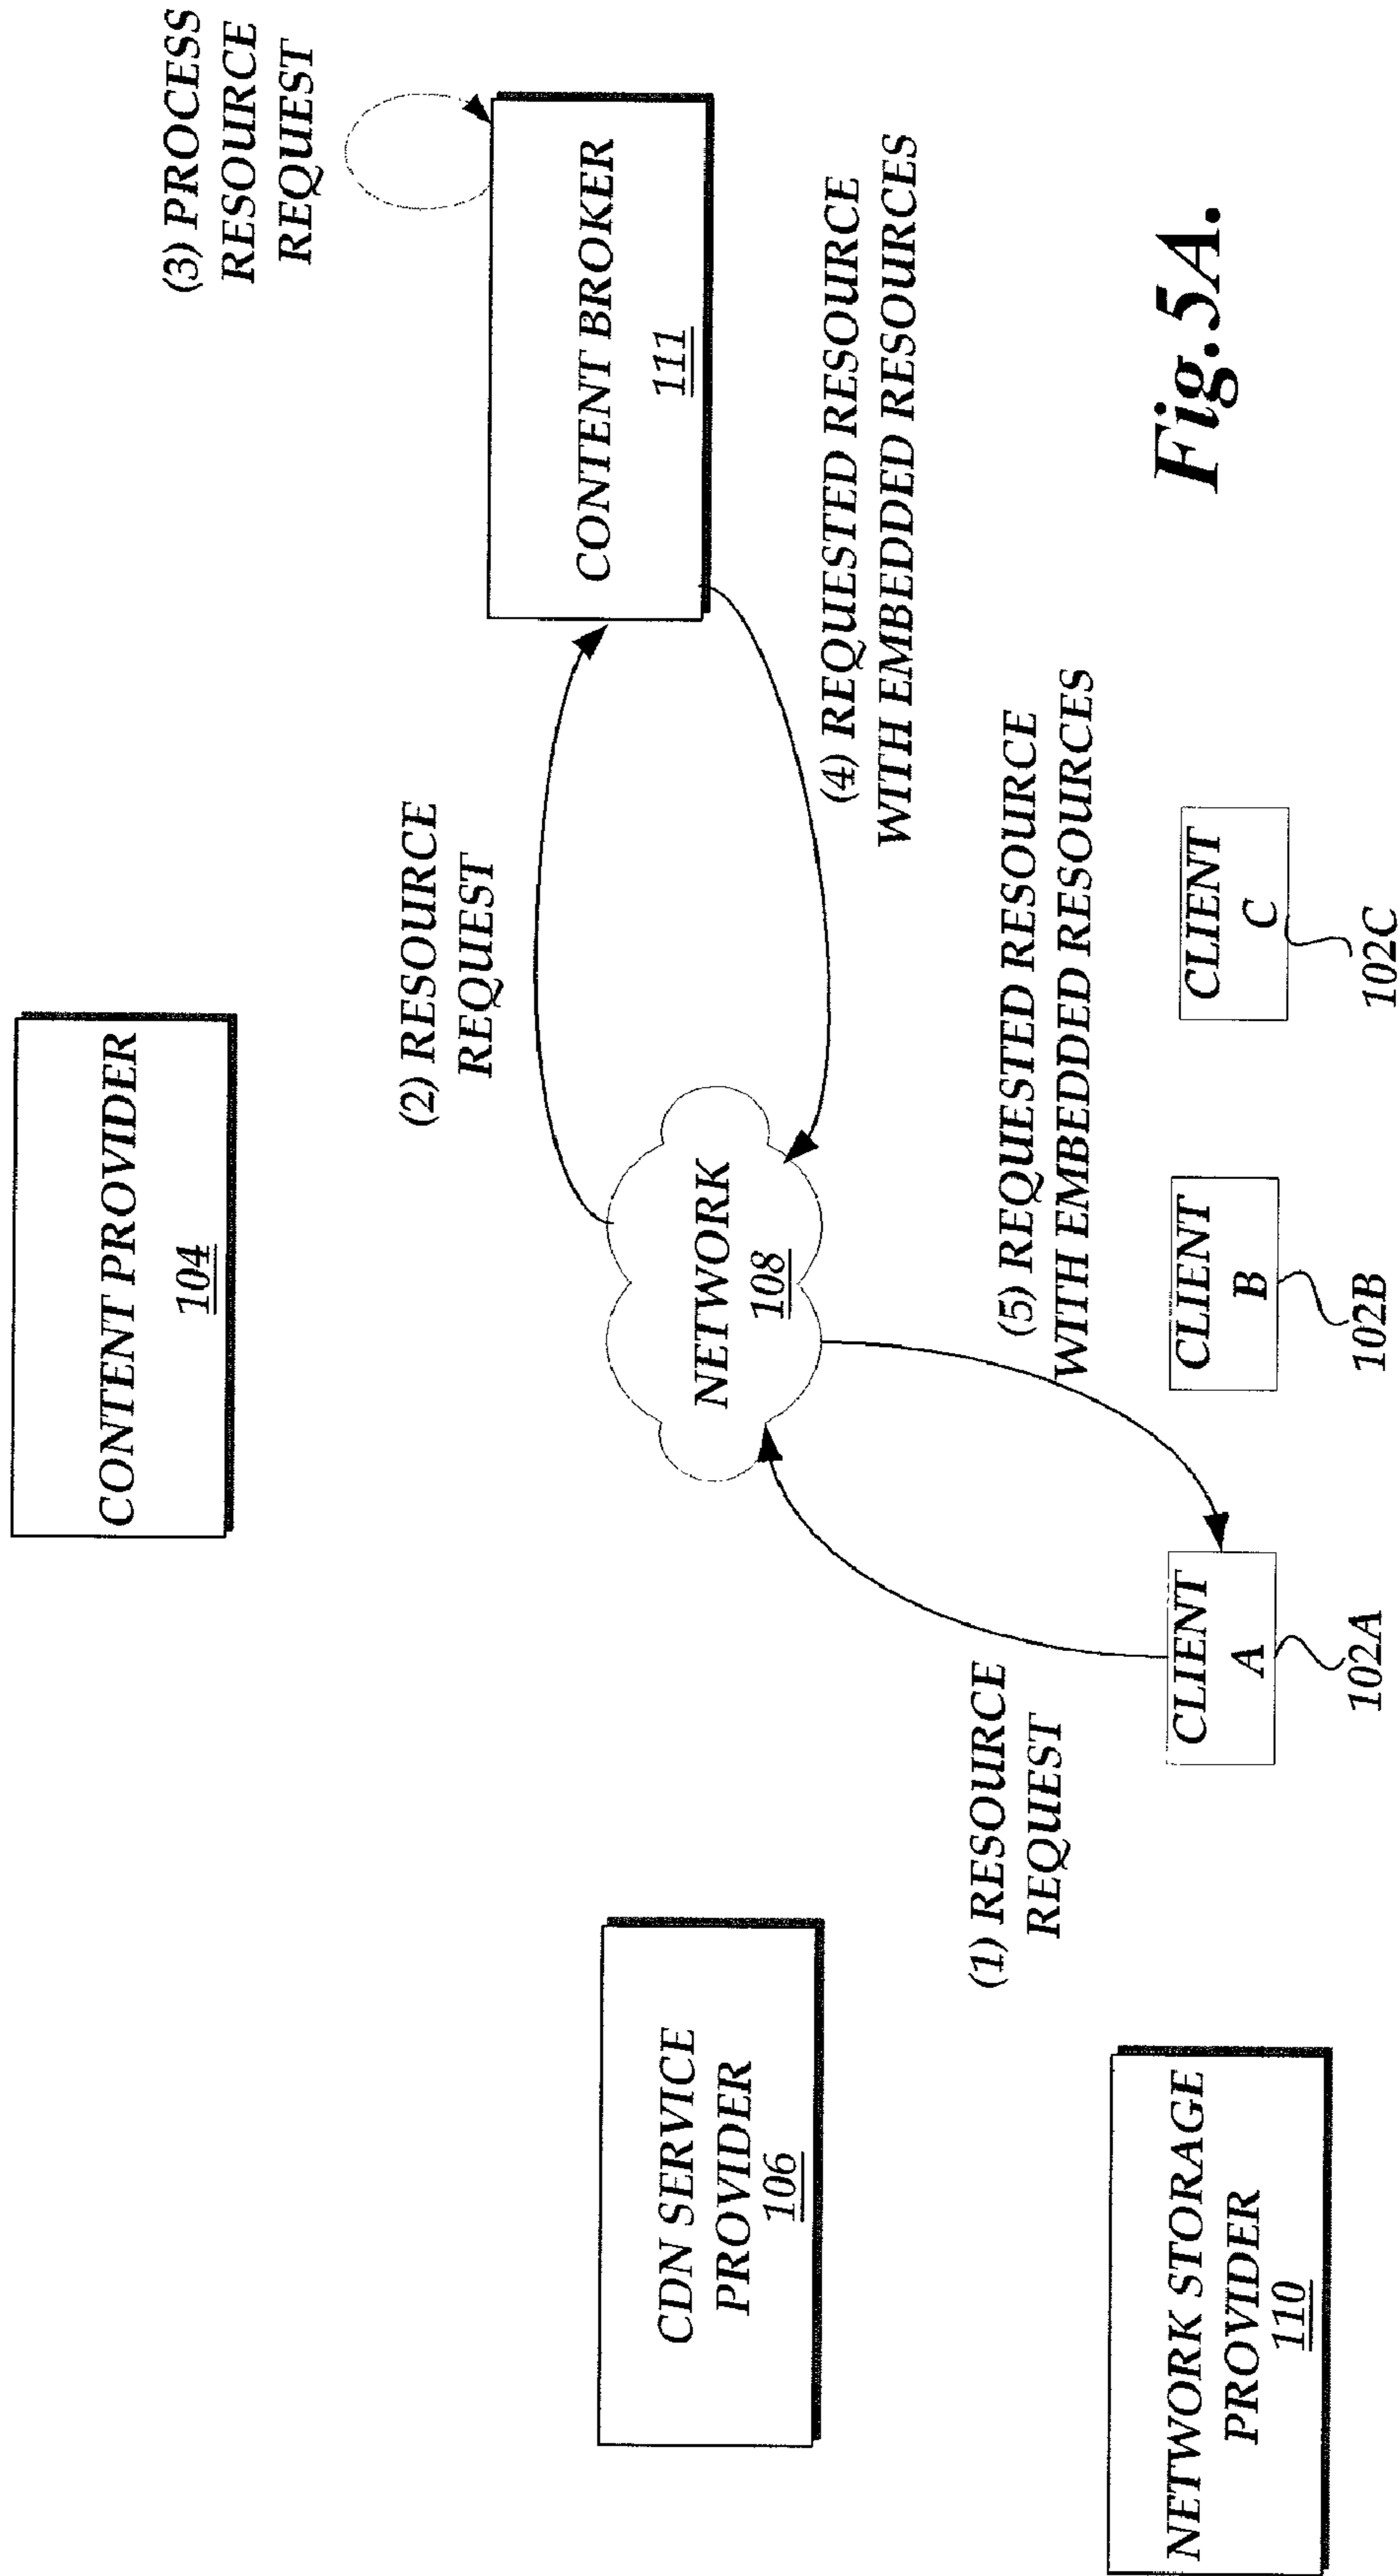 CONTENT PROVIDER
104
(3) PROCESS
RESOURCE
REQUEST
(2) RESOURCE
REQUEST
CDN SERVICE
PROVIDER
106
NETWORK
108
CONTENT BROKER
111
(4) REQUESTED RESOURCE
WITH EMBEDDED RESOURCES
(1) RESOURCE
REQUEST
(5) REQUESTED RESOURCE
WITH EMBEDDED RESOURCES
NETWORK STORAGE
PROVIDER
110
CLIENT
A
102A
CLIENT
B
102B
CLIENT
C
102C
Fig.5A.